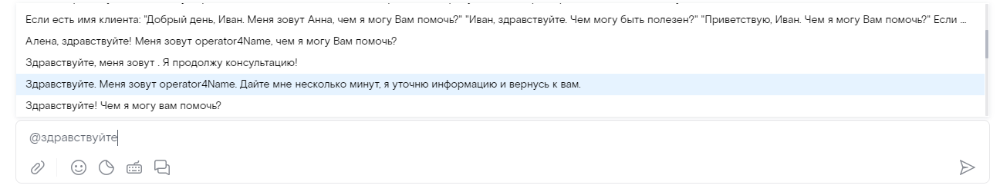 Если есть имя клиента: "Добрый день, Иван. Меня зовут Анна, чем я могу Вам помочь?" "Иван, здравствуйте. Чем могу быть полезен?" "Приветствую, Иван. Чем я могу Вам помочь?" Если ...
Алена, здравствуйте! Меня зовут operator4Name, чем я могу Вам помочь?
Здравствуйте, меня зовут . Я продолжу консультацию!
Здравствуйте. Меня зовут operator4Name. Дайте мне несколько минут, я уточню информацию и вернусь к вам.
Здравствуйте! Чем я могу вам помочь?
@здравствуйте